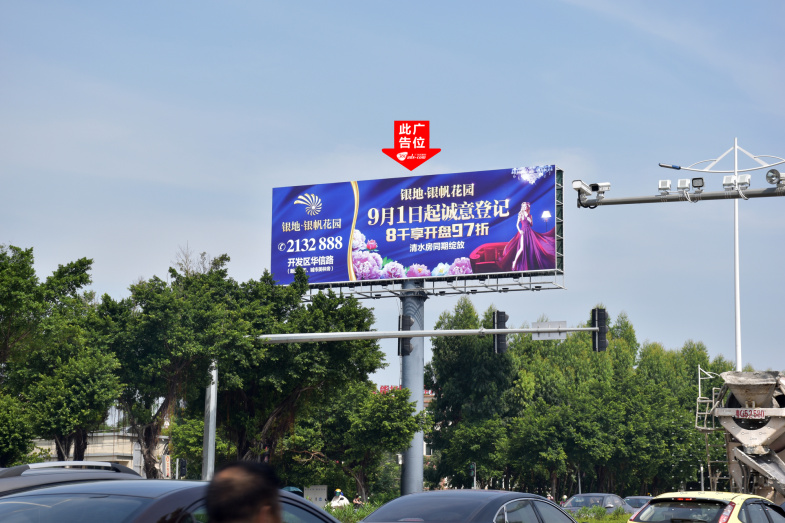 此广
告位
银地·银帆花园
银地·银帆花园
9月1日起诚意登记
8千享开盘97折
清水房同期绽放
2132 888
开发区华信路